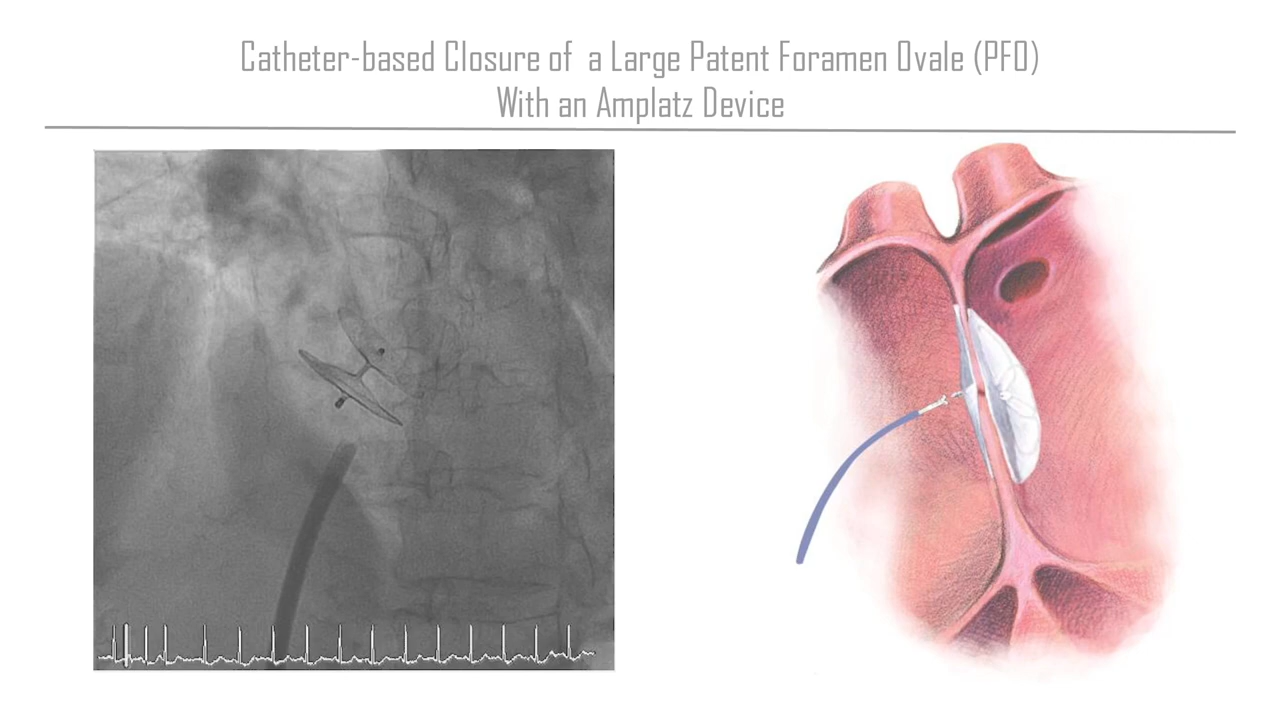 Catheter-based Closure of a Large Patent Foramen Ovale (PFO)
With an Amplatz Device